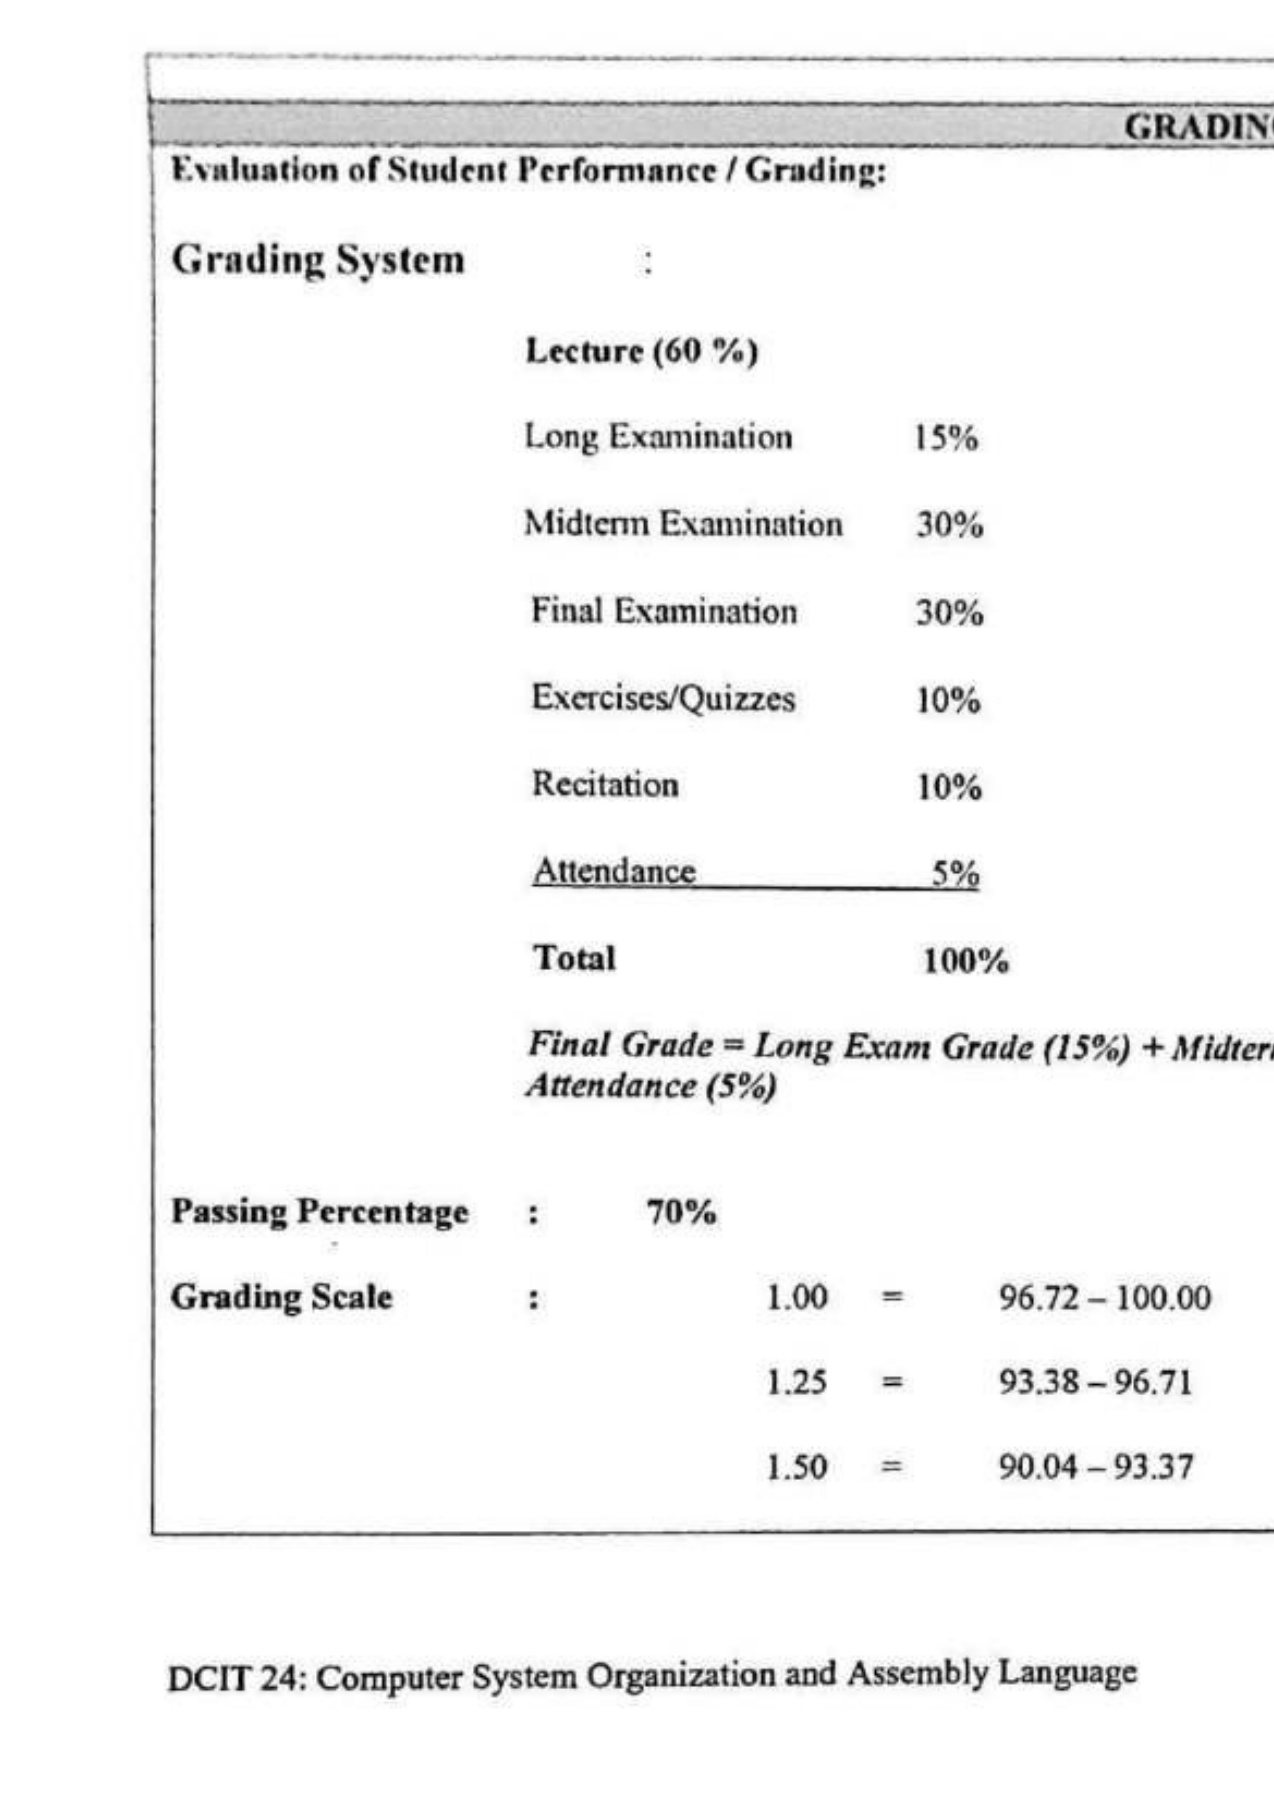 GRADING
Evaluation of Student Performance / Grading:
Grading System :
Lecture (60 %)
Long Examination 15%
Midterm Examination 30%
Final Examination 30%
Exercises/Quizzes 10%
Recitation 10%
Attendance 5%
Total 100%
Final Grade = Long Exam Grade (15%) + Midter
Attendance (5%)
Passing Percentage : 70%
Grading Scale : 1.00 = 96.72 – 100.00
1.25 = 93.38 – 96.71
1.50 = 90.04 – 93.37
DCIT 24: Computer System Organization and Assembly Language